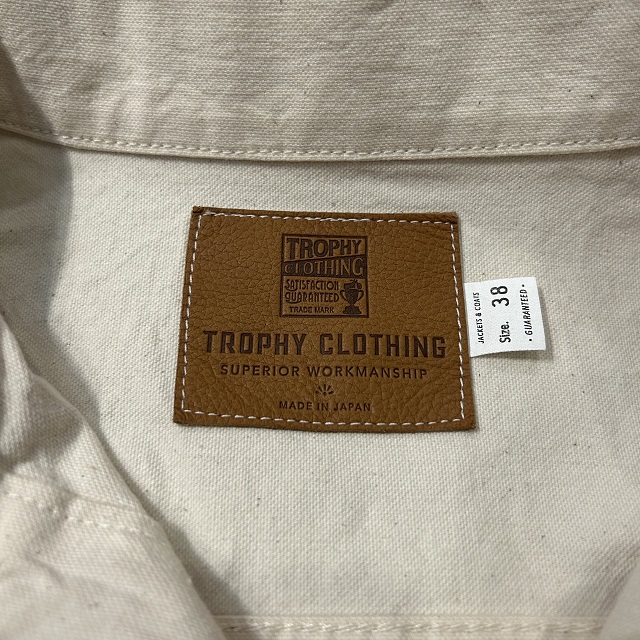 TROPHY
CLOTHING
SATISFACTION
GUARANTEED
TRADE MARK
TROPHY CLOTHING
SUPERIOR WORKMANSHIP
MADE IN JAPAN
JACKETS & COATS
Size. 38
• GUARANTEED •